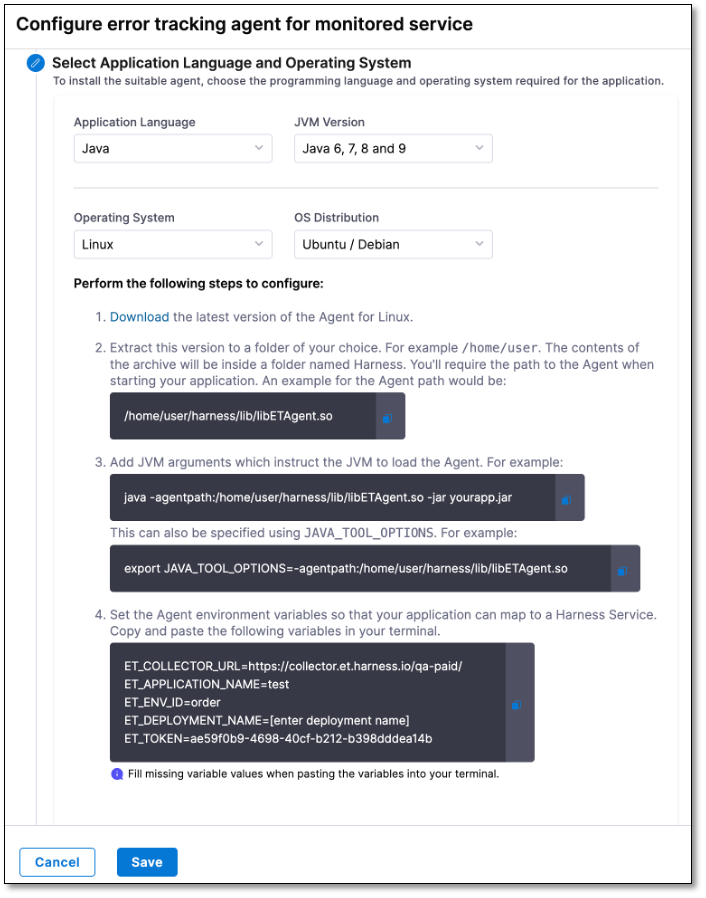 Configure error tracking agent for monitored service
Select Application Language and Operating System
To install the suitable agent, choose the programming language and operating system required for the application.
Application Language
JVM Version
Java
Java 6, 7, 8 and 9
Operating System
OS Distribution
Linux
Ubuntu / Debian
Perform the following steps to configure:
1. Download the latest version of the Agent for Linux.
2. Extract this version to a folder of your choice. For example /home/user. The contents of
the archive will be inside a folder named Harness. You'll require the path to the Agent when
starting your application. An example for the Agent path would be:
/home/user/harness/lib/libETAgent.so
3. Add JVM arguments which instruct the JVM to load the Agent. For example:
java -agentpath:/home/user/harness/lib/libETAgent.so -jar yourapp.jar
This can also be specified using JAVA_TOOL_OPTIONS. For example:
export JAVA_TOOL_OPTIONS=-agentpath:/home/user/harness/lib/libETAgent.so
4. Set the Agent environment variables so that your application can map to a Harness Service.
Copy and paste the following variables in your terminal.
ET_COLLECTOR_URL=https://collector.et.harness.io/qa-paid/
ET_APPLICATION_NAME=test
ET_ENV_ID=order
ET_DEPLOYMENT_NAME=[enter deployment name]
ET_TOKEN=ae59f0b9-4698-40cf-b212-b398dddea14b
Fill missing variable values when pasting the variables into your terminal.
Cancel
Save